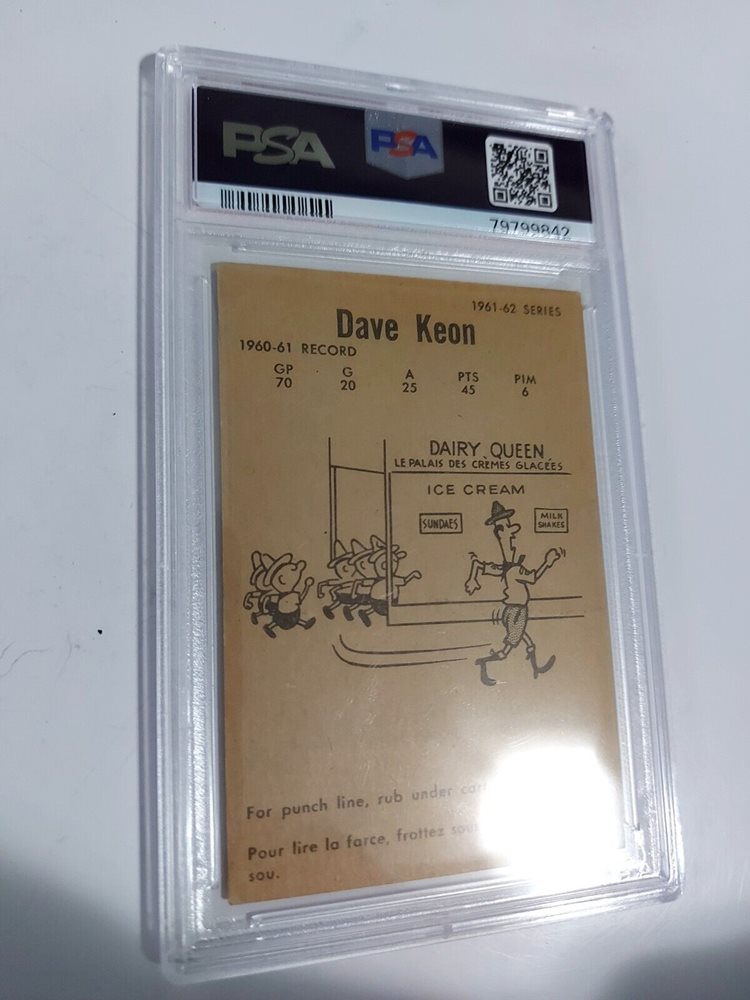 PSA PSA
79799842
1961-62 SERIES
Dave Keon
1960-61 RECORD
GP G A PTS PIM
70 20 25 45 6
DAIRY QUEEN
LE PALAIS DES CRÈMES GLACÉES
ICE CREAM
SUNDAES
MILK
SHAKES
For punch line, rub under
Pour lire la farce, frottez
sou.